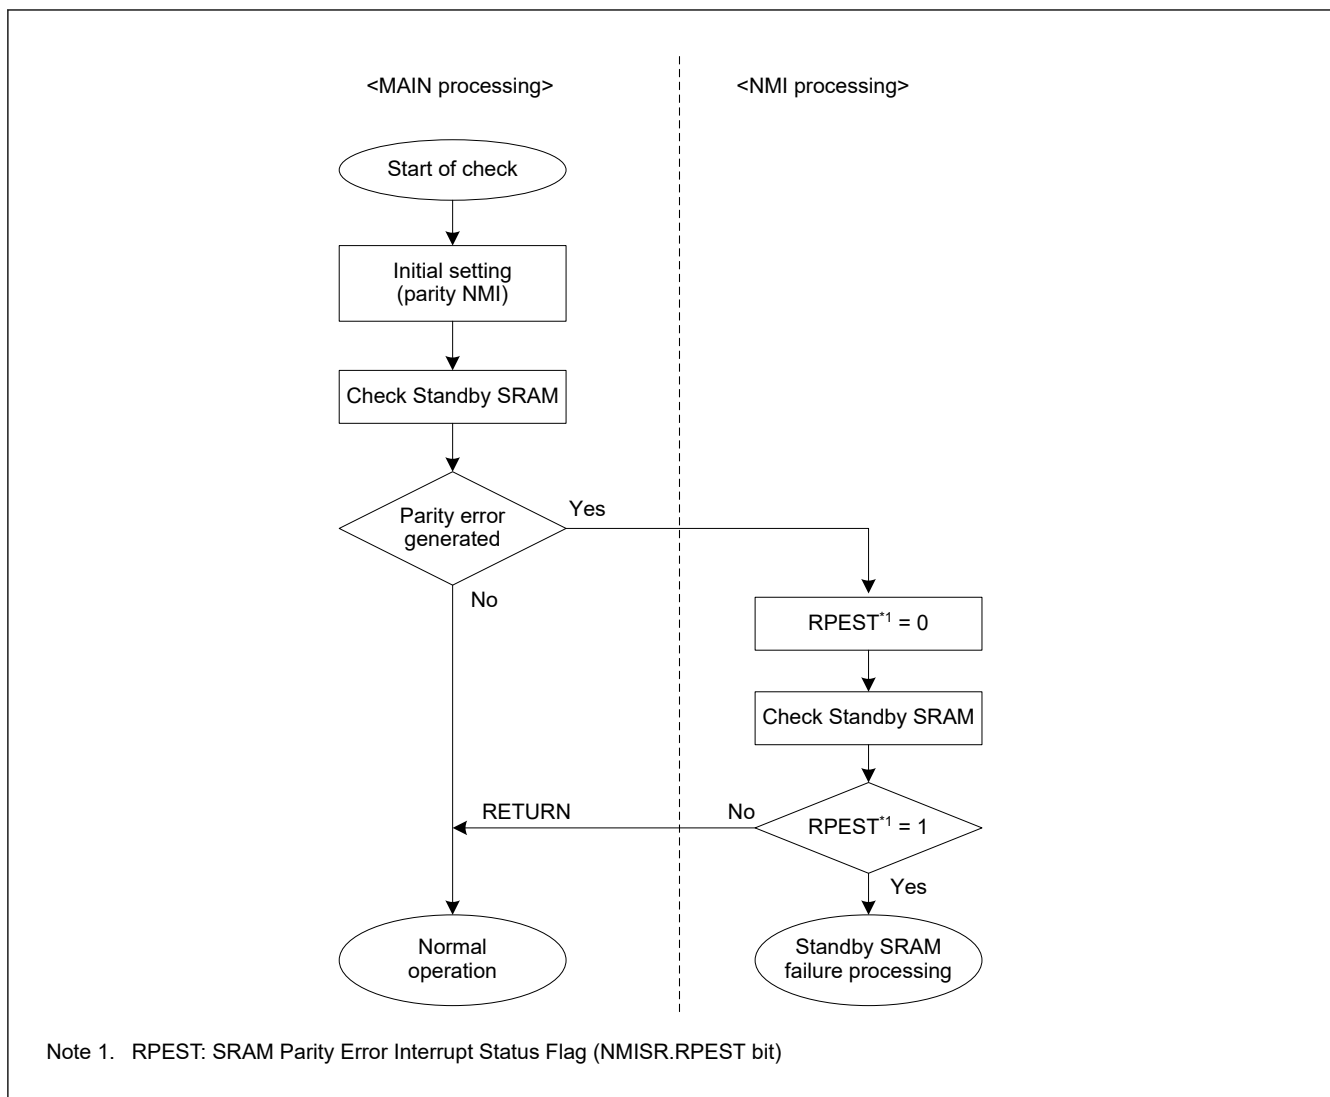 <MAIN processing>
<NMI processing>
Start of check
Initial setting
(parity NMI)
Check Standby SRAM
Parity error
generated
Yes
No
RPEST*1 = 0
Check Standby SRAM
RPEST*1 = 1
No
RETURN
Yes
Normal
operation
Standby SRAM
failure processing
Note 1. RPEST: SRAM Parity Error Interrupt Status Flag (NMISR.RPEST bit)